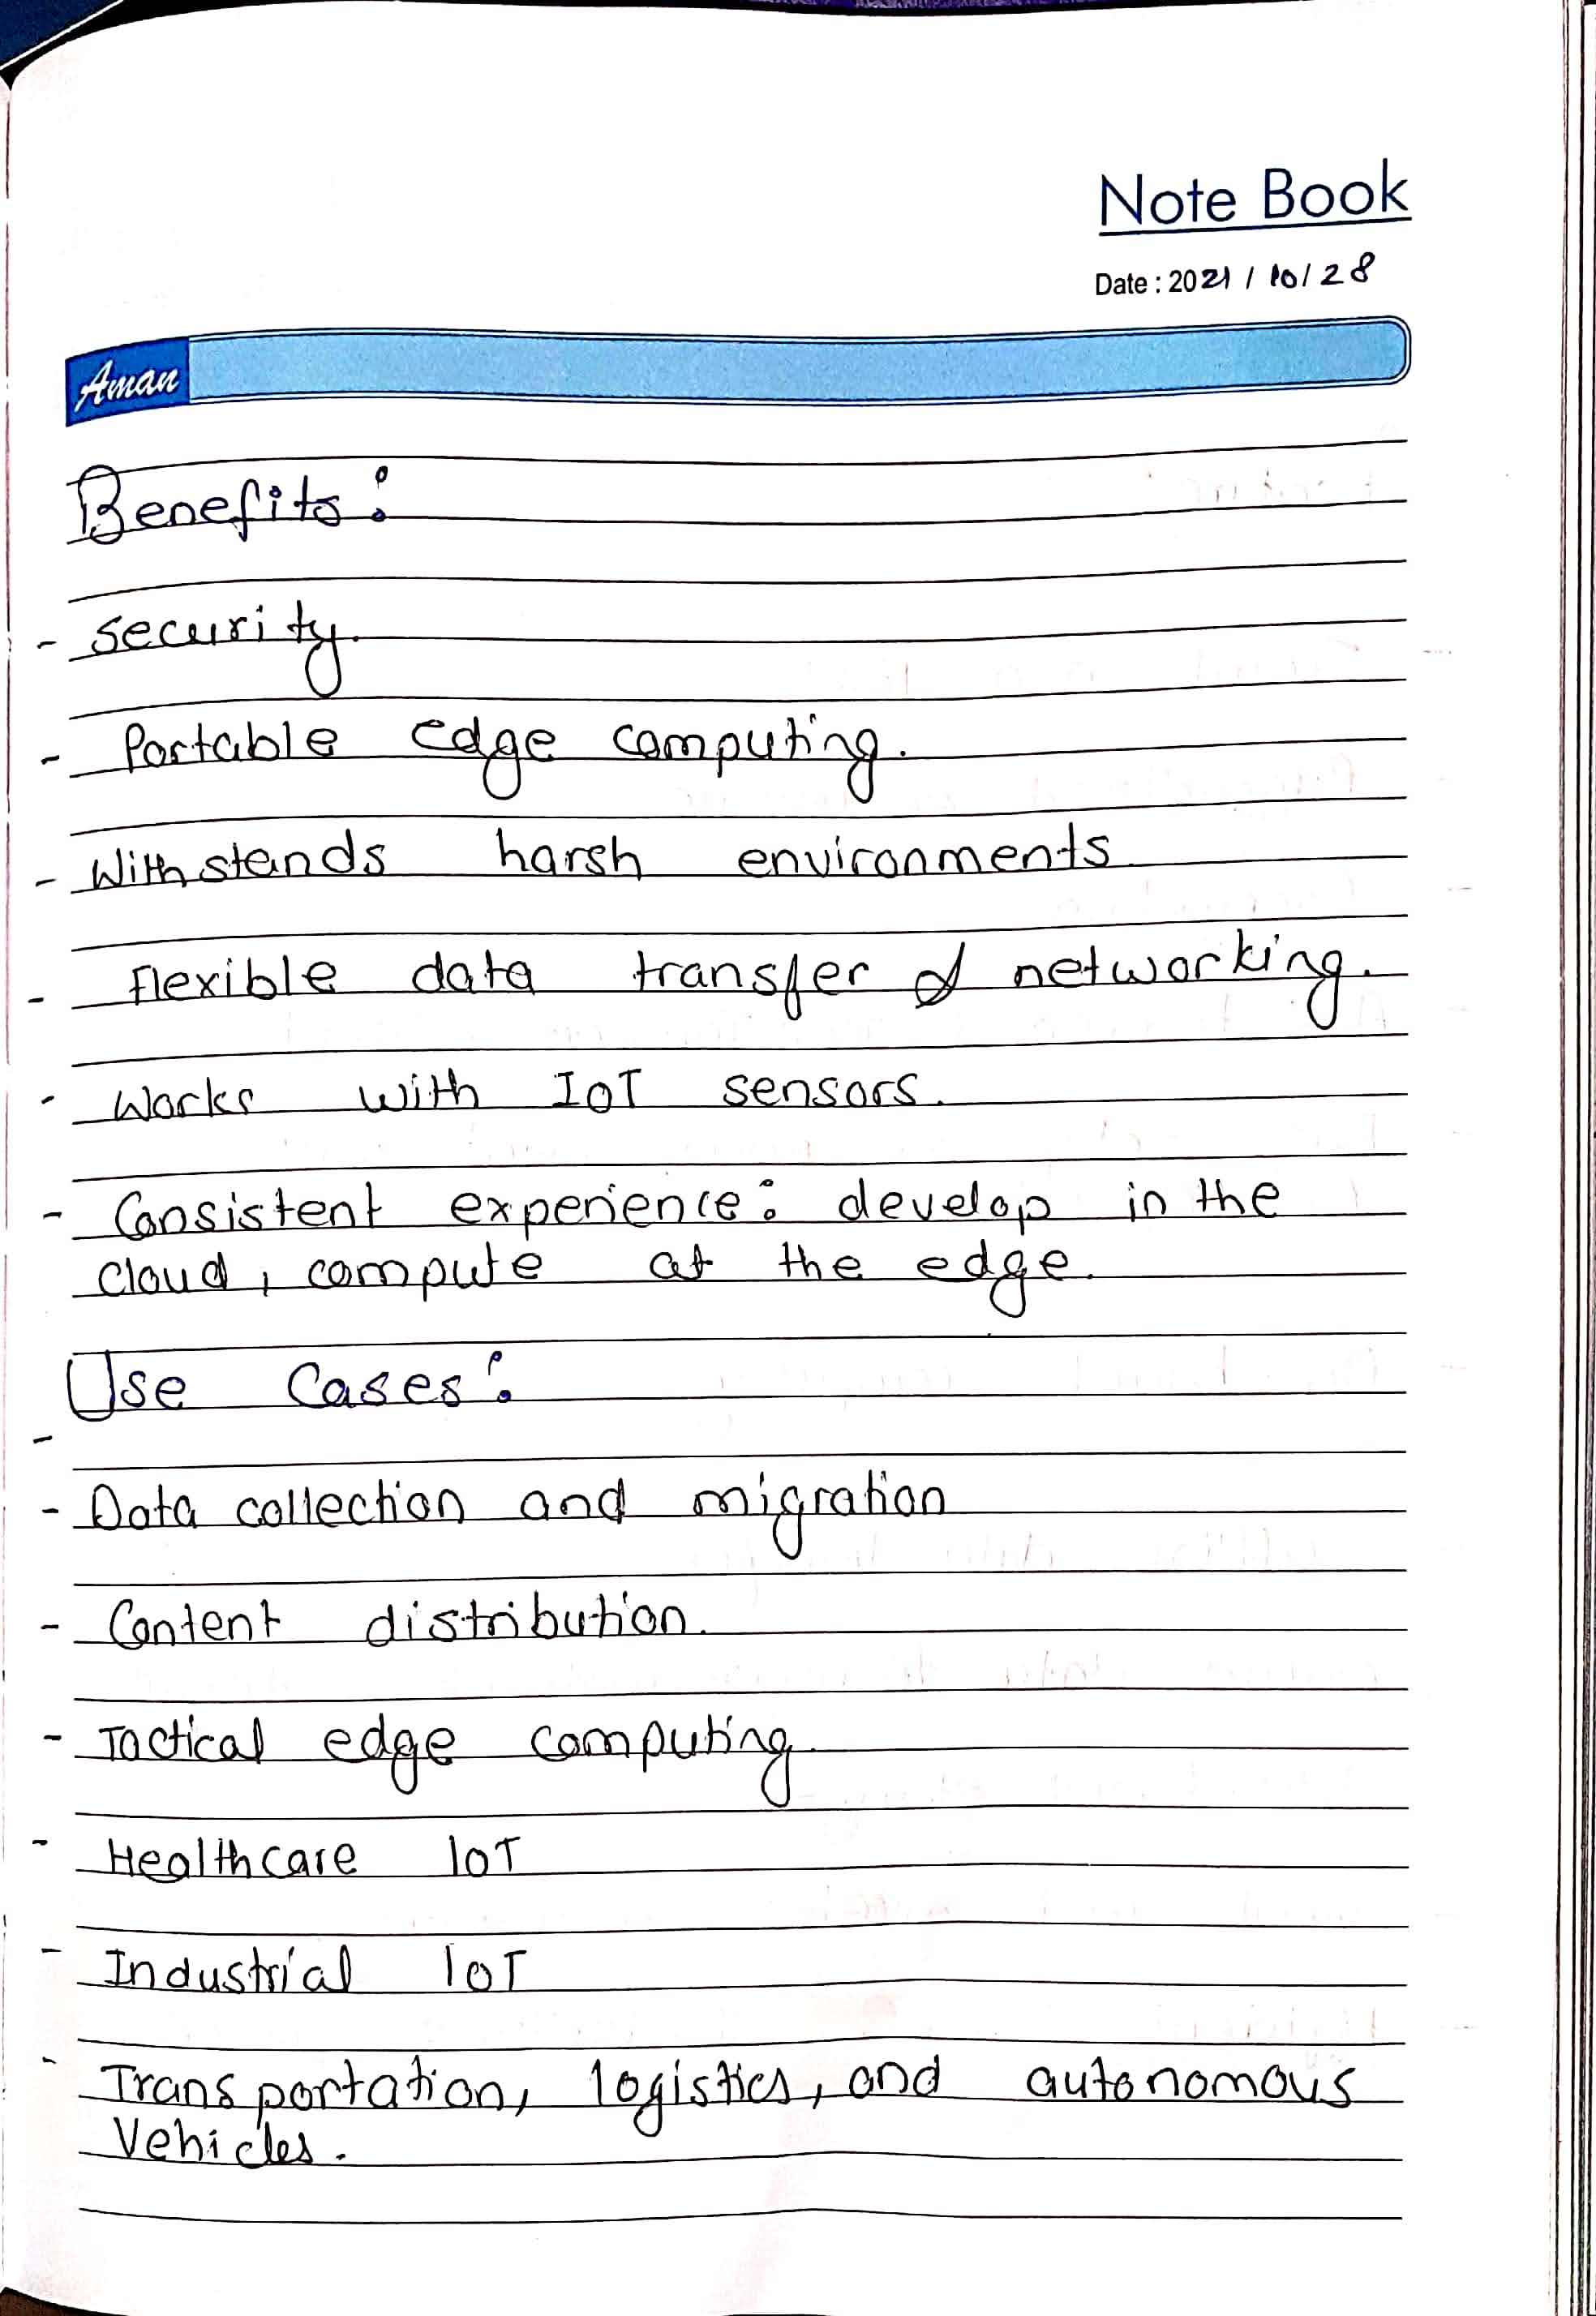 Note Book
Date : 2021 / 10/28
Aman
Benefits:
- security.
- Portable edge computing.
- Withstands harsh environments
- Flexible data transfer & networking.
- Works with IoT sensors.
- Consistent experience: develop in the
cloud, compute at the edge.
Use Cases:
-
- Data collection and migration
- Content distribution.
- Tactical edge computing.
- Healthcare IoT
- Industrial IoT
- Transportation, logistics, and autonomous
Vehicles.